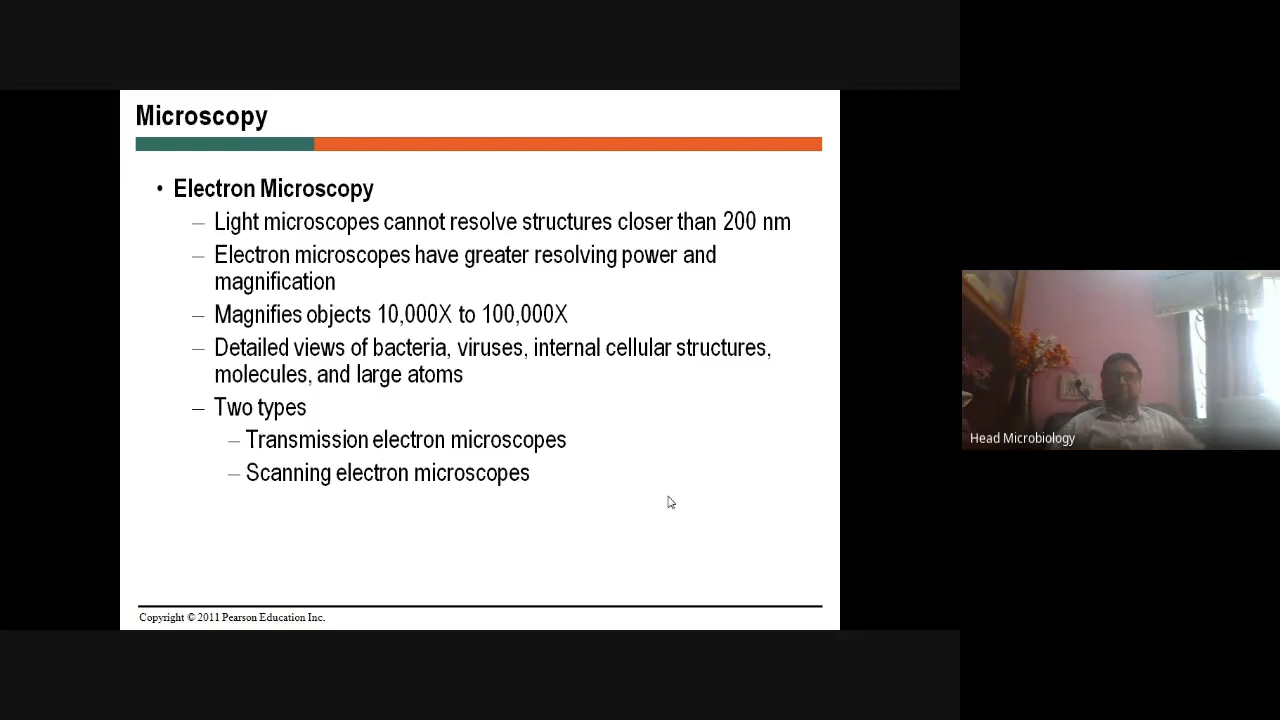 Microscopy
• Electron Microscopy
– Light microscopes cannot resolve structures closer than 200 nm
– Electron microscopes have greater resolving power and
magnification
– Magnifies objects 10,000X to 100,000X
– Detailed views of bacteria, viruses, internal cellular structures,
molecules, and large atoms
– Two types
– Transmission electron microscopes
– Scanning electron microscopes
Head Microbiology
Copyright © 2011 Pearson Education Inc.